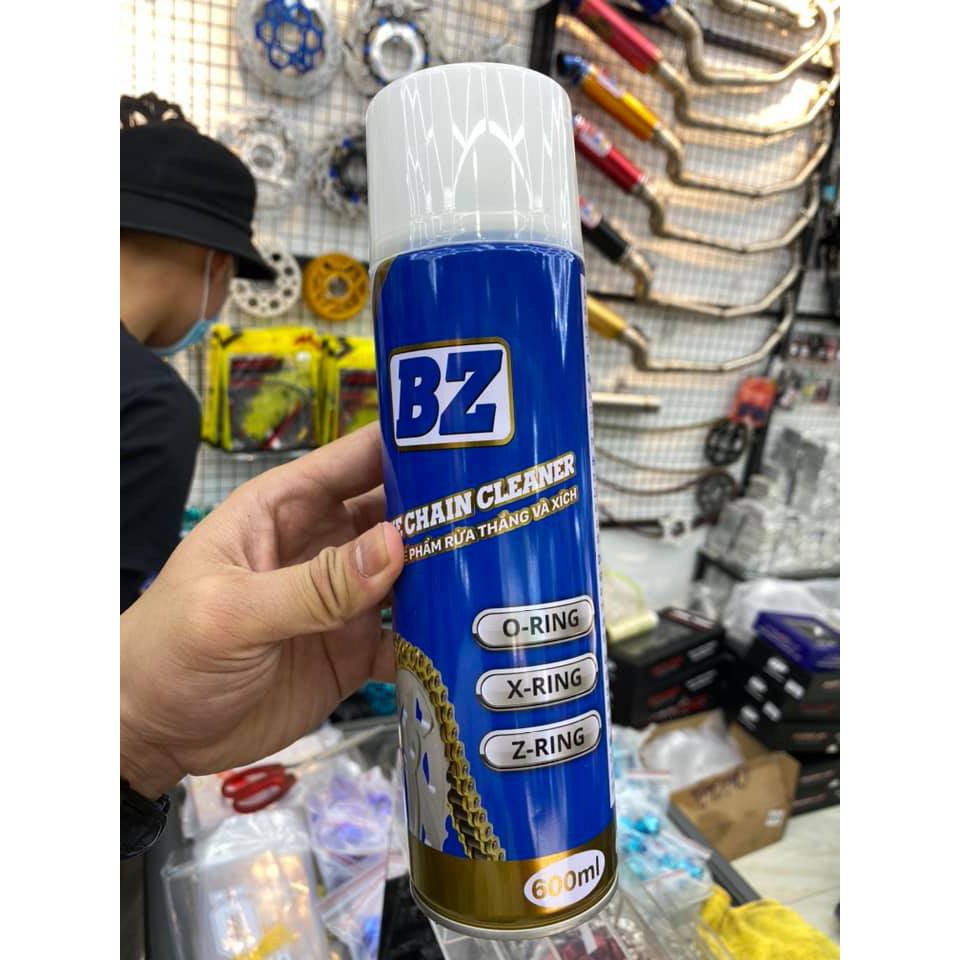 BZ
CHAIN CLEANER
PHẨM RỬA THẮNG VÀ XÍCH
O-RING
X-RING
Z-RING
600ml